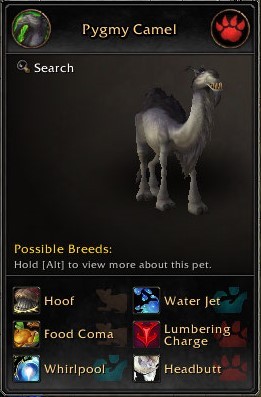 Pygmy Camel
Search
Possible Breeds:
Hold [Alt] to view more about this pet.
Hoof
Water Jet
Food Coma
Lumbering
Charge
Whirlpool
Headbutt